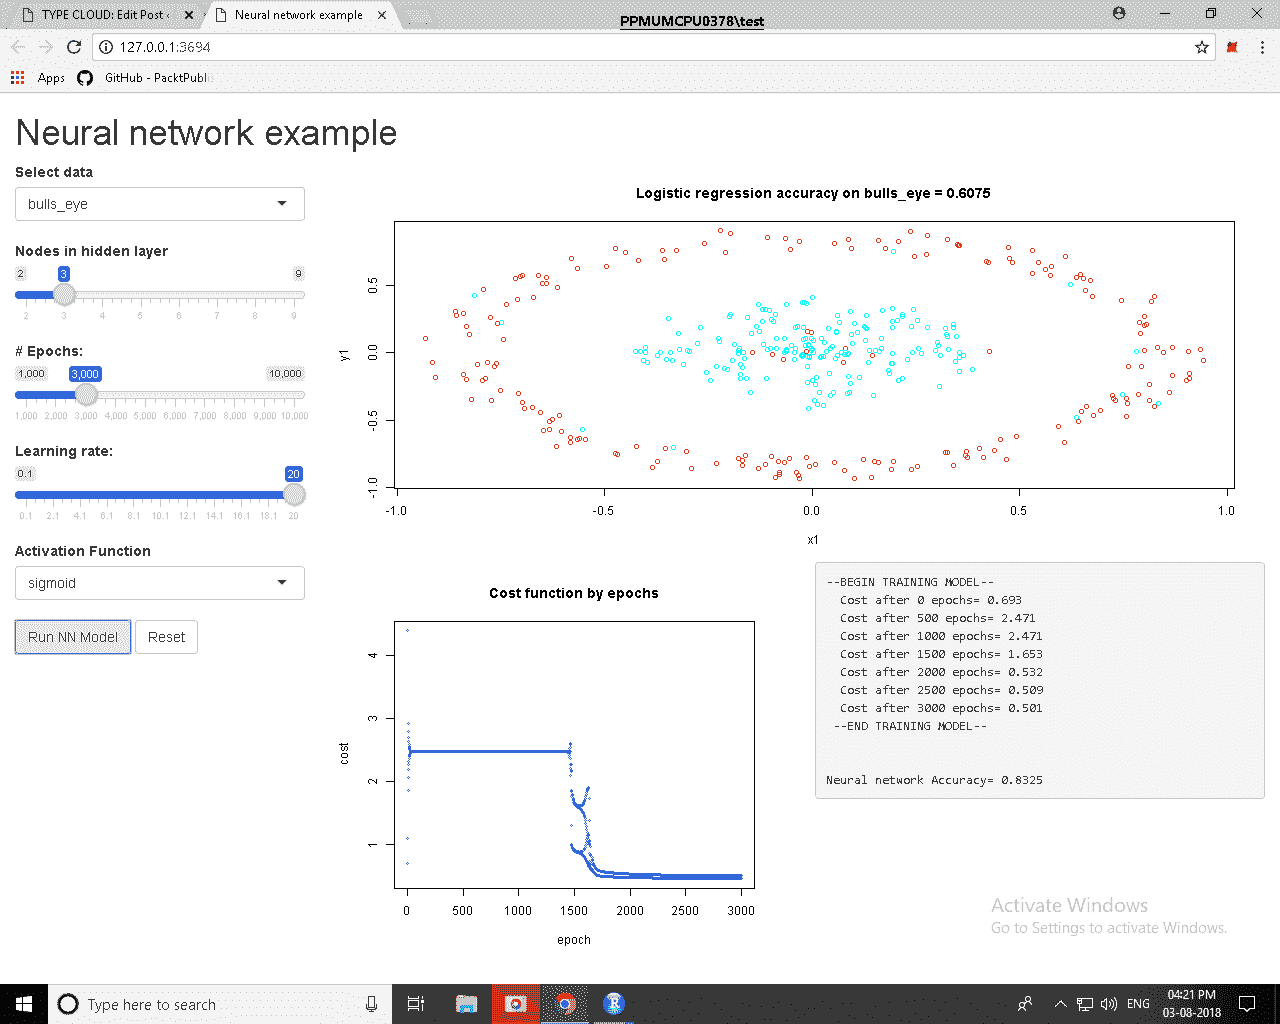 TYPE CLOUD: Edit Post ‹
Neural network example
PPMUMCPU0378\test
127.0.0.1:3694
Apps
GitHub - PacktPublis
Neural network example
Select data
bulls_eye
Nodes in hidden layer
2 3 9
2 3 4 5 6 7 8 9
# Epochs:
1,000 3,000 10,000
1,000 2,000 3,000 4,000 5,000 6,000 7,000 8,000 9,000 10,000
Learning rate:
0.1 20
0.1 2.1 4.1 6.1 8.1 10.1 12.1 14.1 16.1 18.1 20
Activation Function
sigmoid
Run NN Model Reset
Logistic regression accuracy on bulls_eye = 0.6075
y1
0.5
0.0
-0.5
-1.0
-1.0 -0.5 0.0 0.5 1.0
x1
Cost function by epochs
cost
4
3
2
1
0 500 1000 1500 2000 2500 3000
epoch
--BEGIN TRAINING MODEL--
Cost after 0 epochs= 0.693
Cost after 500 epochs= 2.471
Cost after 1000 epochs= 2.471
Cost after 1500 epochs= 1.653
Cost after 2000 epochs= 0.532
Cost after 2500 epochs= 0.509
Cost after 3000 epochs= 0.501
--END TRAINING MODEL--
Neural network Accuracy= 0.8325
Activate Windows
Go to Settings to activate Windows.
Type here to search
R
ENG
04:21 PM
03-08-2018